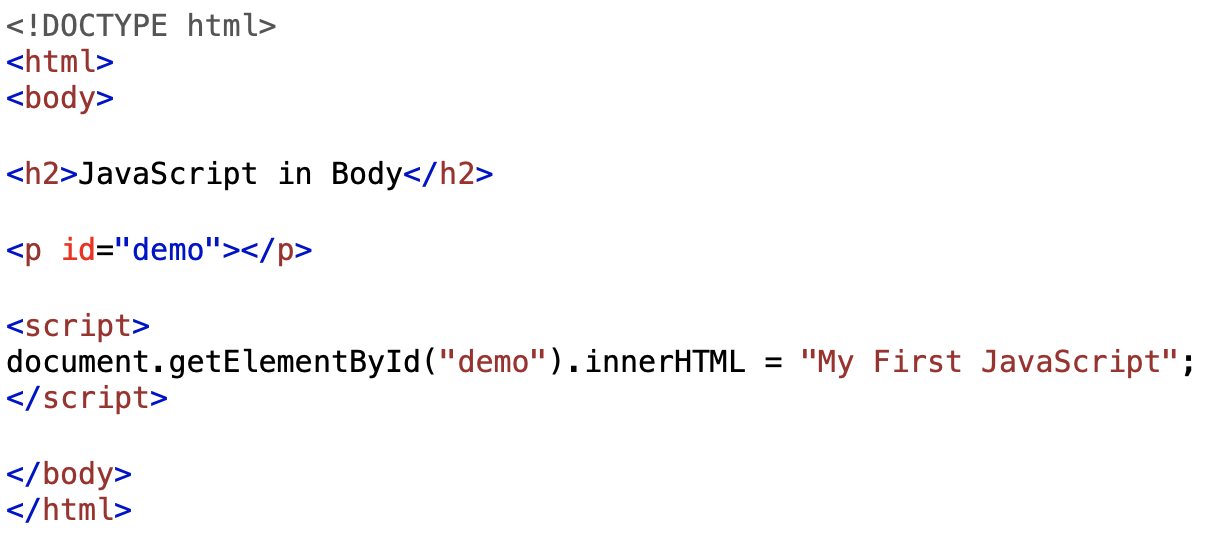 <!DOCTYPE html>
<html>
<body>
<h2>JavaScript in Body</h2>
<p id="demo"></p>
<script>
document.getElementById("demo").innerHTML = "My First JavaScript";
</script>
</body>
</html>